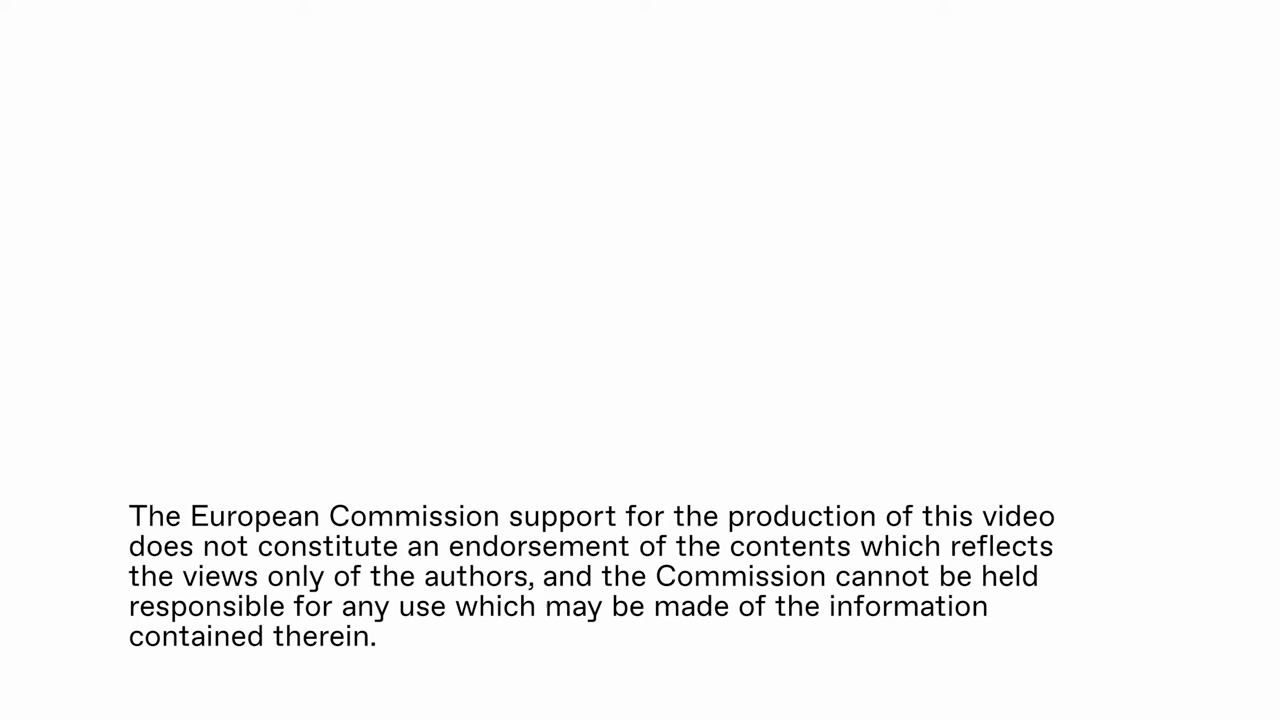 The European Commission support for the production of this video
does not constitute an endorsement of the contents which reflects
the views only of the authors, and the Commission cannot be held
responsible for any use which may be made of the information
contained therein.